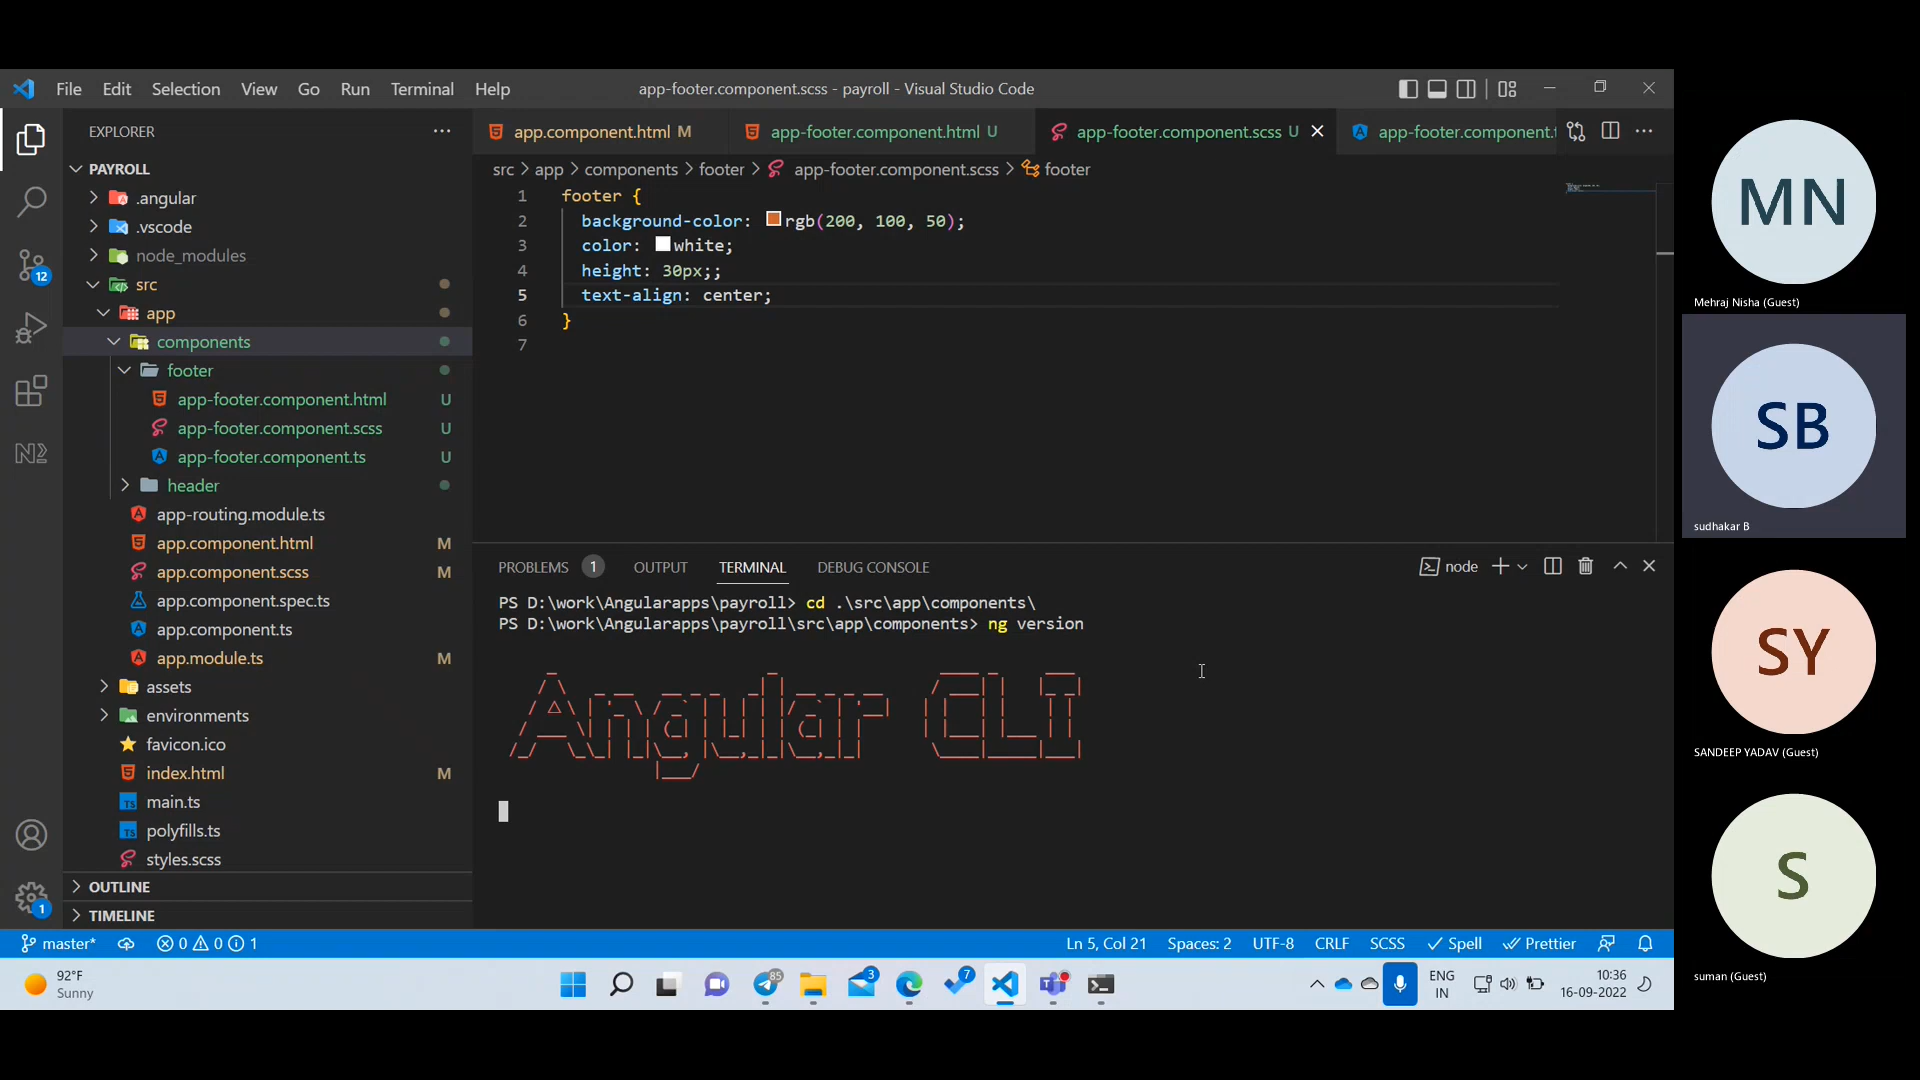 File Edit Selection View Go Run Terminal Help
app-footer.component.scss - payroll - Visual Studio Code
EXPLORER
PAYROLL
.angular
.vscode
node_modules
src
app
components
footer
app-footer.component.html U
app-footer.component.scss U
app-footer.component.ts U
header
app-routing.module.ts
app.component.html M
app.component.scss M
app.component.spec.ts
app.component.ts
app.module.ts M
assets
environments
favicon.ico
index.html M
main.ts
polyfills.ts
styles.scss
OUTLINE
TIMELINE
12
1
app.component.html M
app-footer.component.html U
app-footer.component.scss U
app-footer.component.
src > app > components > footer > app-footer.component.scss > footer
1 footer {
2 background-color: rgb(200, 100, 50);
3 color: white;
4 height: 30px;;
5 text-align: center;
6 }
7
PROBLEMS 1 OUTPUT TERMINAL DEBUG CONSOLE
node
PS D:\work\Angularapps\payroll> cd .\src\app\components\
PS D:\work\Angularapps\payroll\src\app\components> ng version
Angular CLI
master* 0 0 1
Ln 5, Col 21 Spaces: 2 UTF-8 CRLF SCSS Spell Prettier
92°F
Sunny
85
3
7
ENG
IN
10:36
16-09-2022
MN
Mehraj Nisha (Guest)
SB
sudhakar B
SY
SANDEEP YADAV (Guest)
S
suman (Guest)